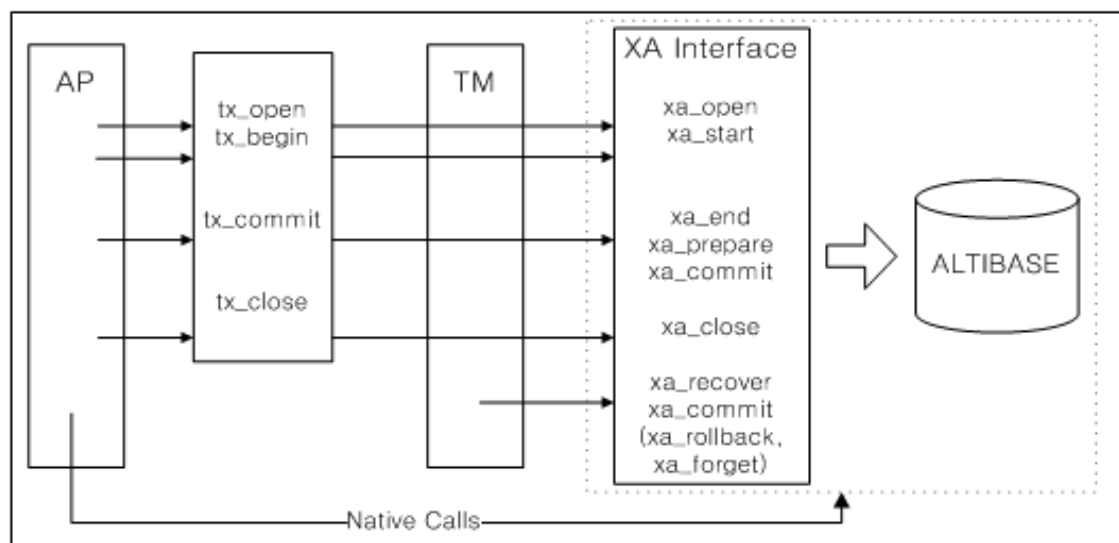 AP
tx_open
tx_begin
tx_commit
tx_close
TM
XA Interface
xa_open
xa_start
xa_end
xa_prepare
xa_commit
xa_close
xa_recover
xa_commit
(xa_rollback,
xa_forget)
ALTIBASE
Native Calls